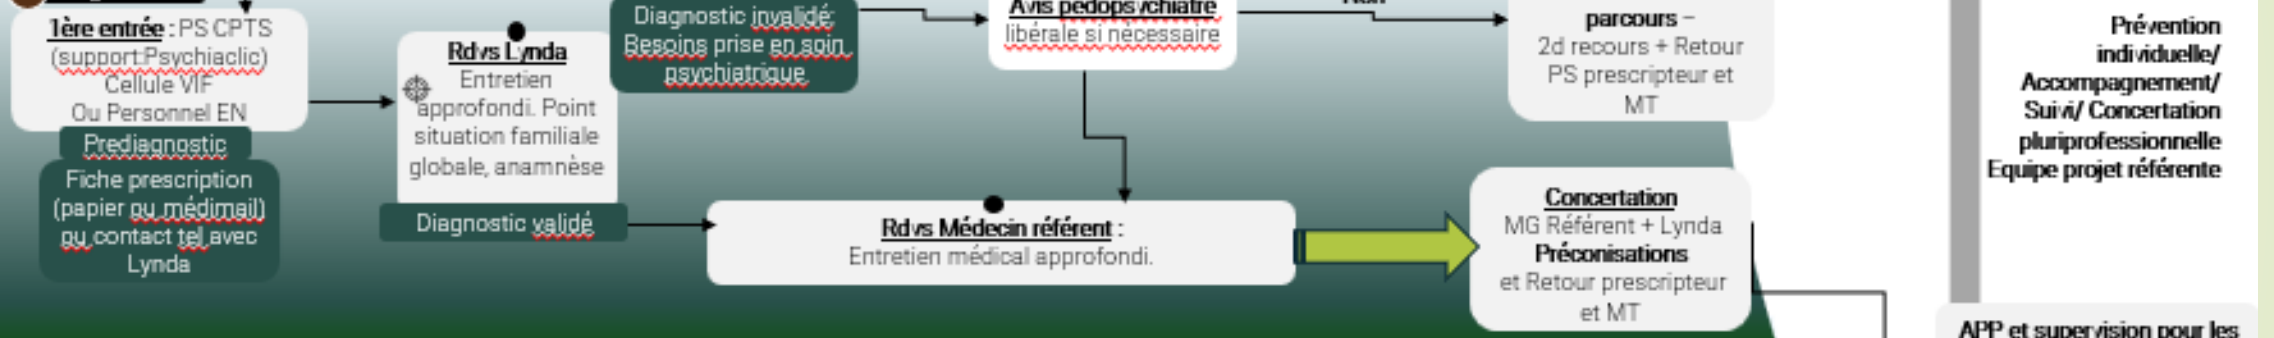 1ère entrée : PS CPTS
(support:Psychiaclic)
Cellule VIF
Ou Personnel EN
Prediagnostic
Fiche prescription
(papier ou médimail)
ou contact tel avec
Lynda
Rdvs Lynda
Entretien
approfondi. Point
situation familiale
globale, anamnèse
Diagnostic validé
Diagnostic invalidé:
Besoins prise en soin
psychiatrique
Avis pédopsychiatre
libérale si nécessaire
Non
parcours –
2d recours + Retour
PS prescripteur et
MT
Rdvs Médecin référent :
Entretien médical approfondi.
Concertation
MG Référent + Lynda
Préconisations
et Retour prescripteur
et MT
Prévention
individuelle/
Accompagnement/
Suivi/ Concertation
pluriprofessionnelle
Equipe projet référente
APP et supervision pour les